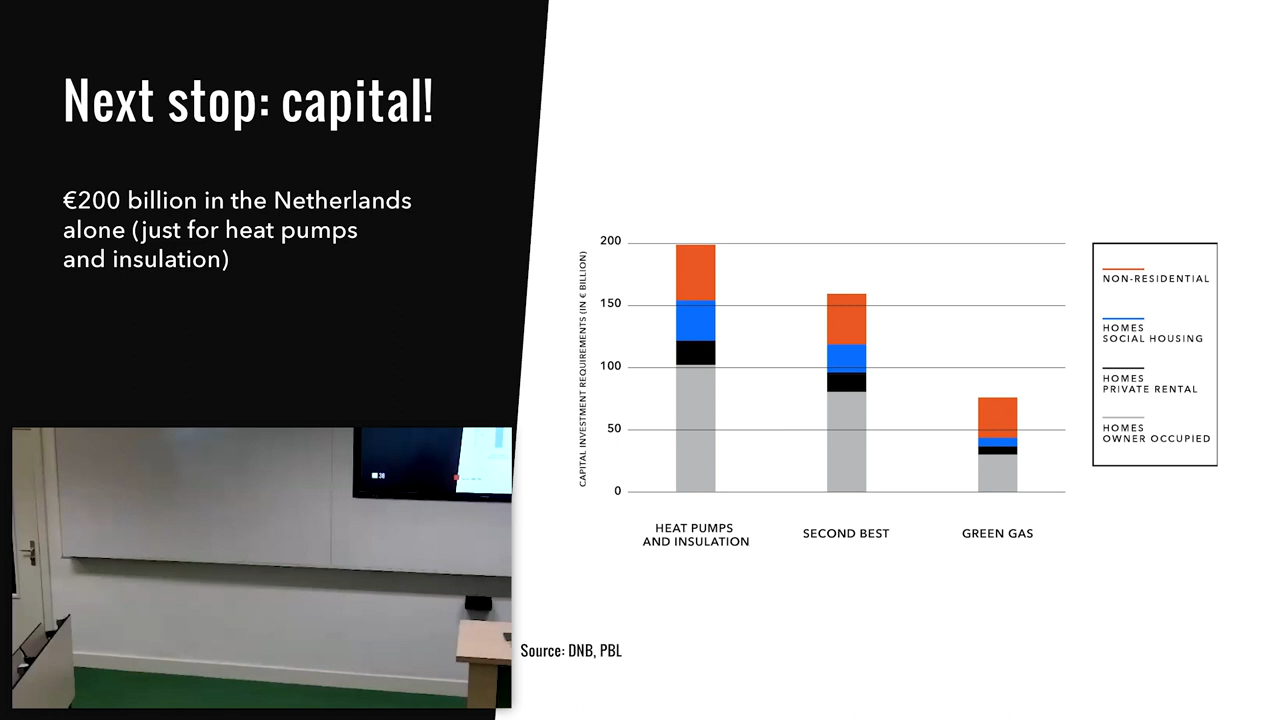 Next stop: capital!
€200 billion in the Netherlands
alone (just for heat pumps
and insulation)
CAPITAL INVESTMENT REQUIREMENTS (IN € BILLION)
200
150
100
50
0
HEAT PUMPS
AND INSULATION
SECOND BEST
GREEN GAS
NON-RESIDENTIAL
HOMES
SOCIAL HOUSING
HOMES
PRIVATE RENTAL
HOMES
OWNER OCCUPIED
38
Source: DNB, PBL